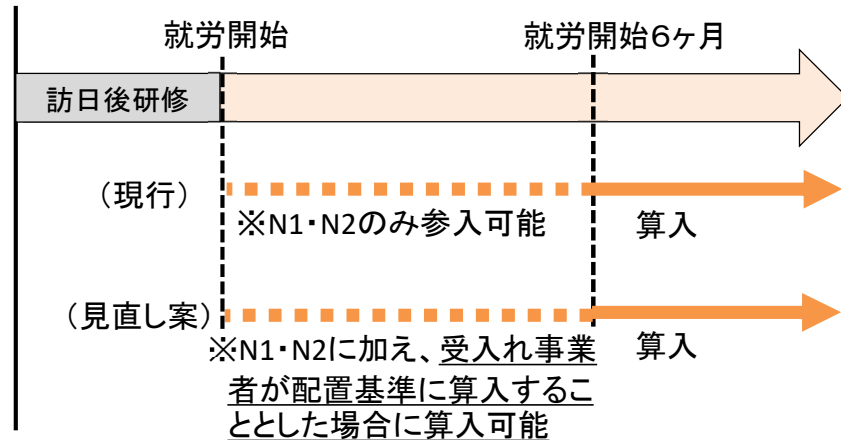 就労開始
就労開始6ヶ月
訪日後研修
（現行）
※N1・N2のみ参入可能
算入
（見直し案）
※N1・N2に加え、受入れ事業
者が配置基準に算入するこ
ととした場合に算入可能
算入